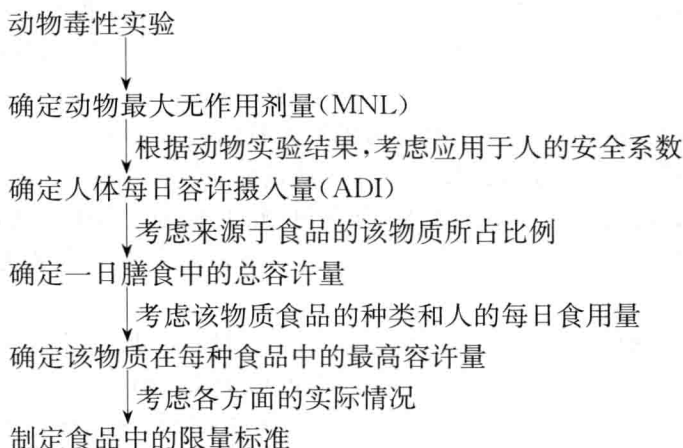 动物毒性实验
确定动物最大无作用剂量(MNL)
根据动物实验结果,考虑应用于人的安全系数
确定人体每日容许摄入量(ADI)
考虑来源于食品的该物质所占比例
确定一日膳食中的总容许量
考虑该物质食品的种类和人的每日食用量
确定该物质在每种食品中的最高容许量
考虑各方面的实际情况
制定食品中的限量标准